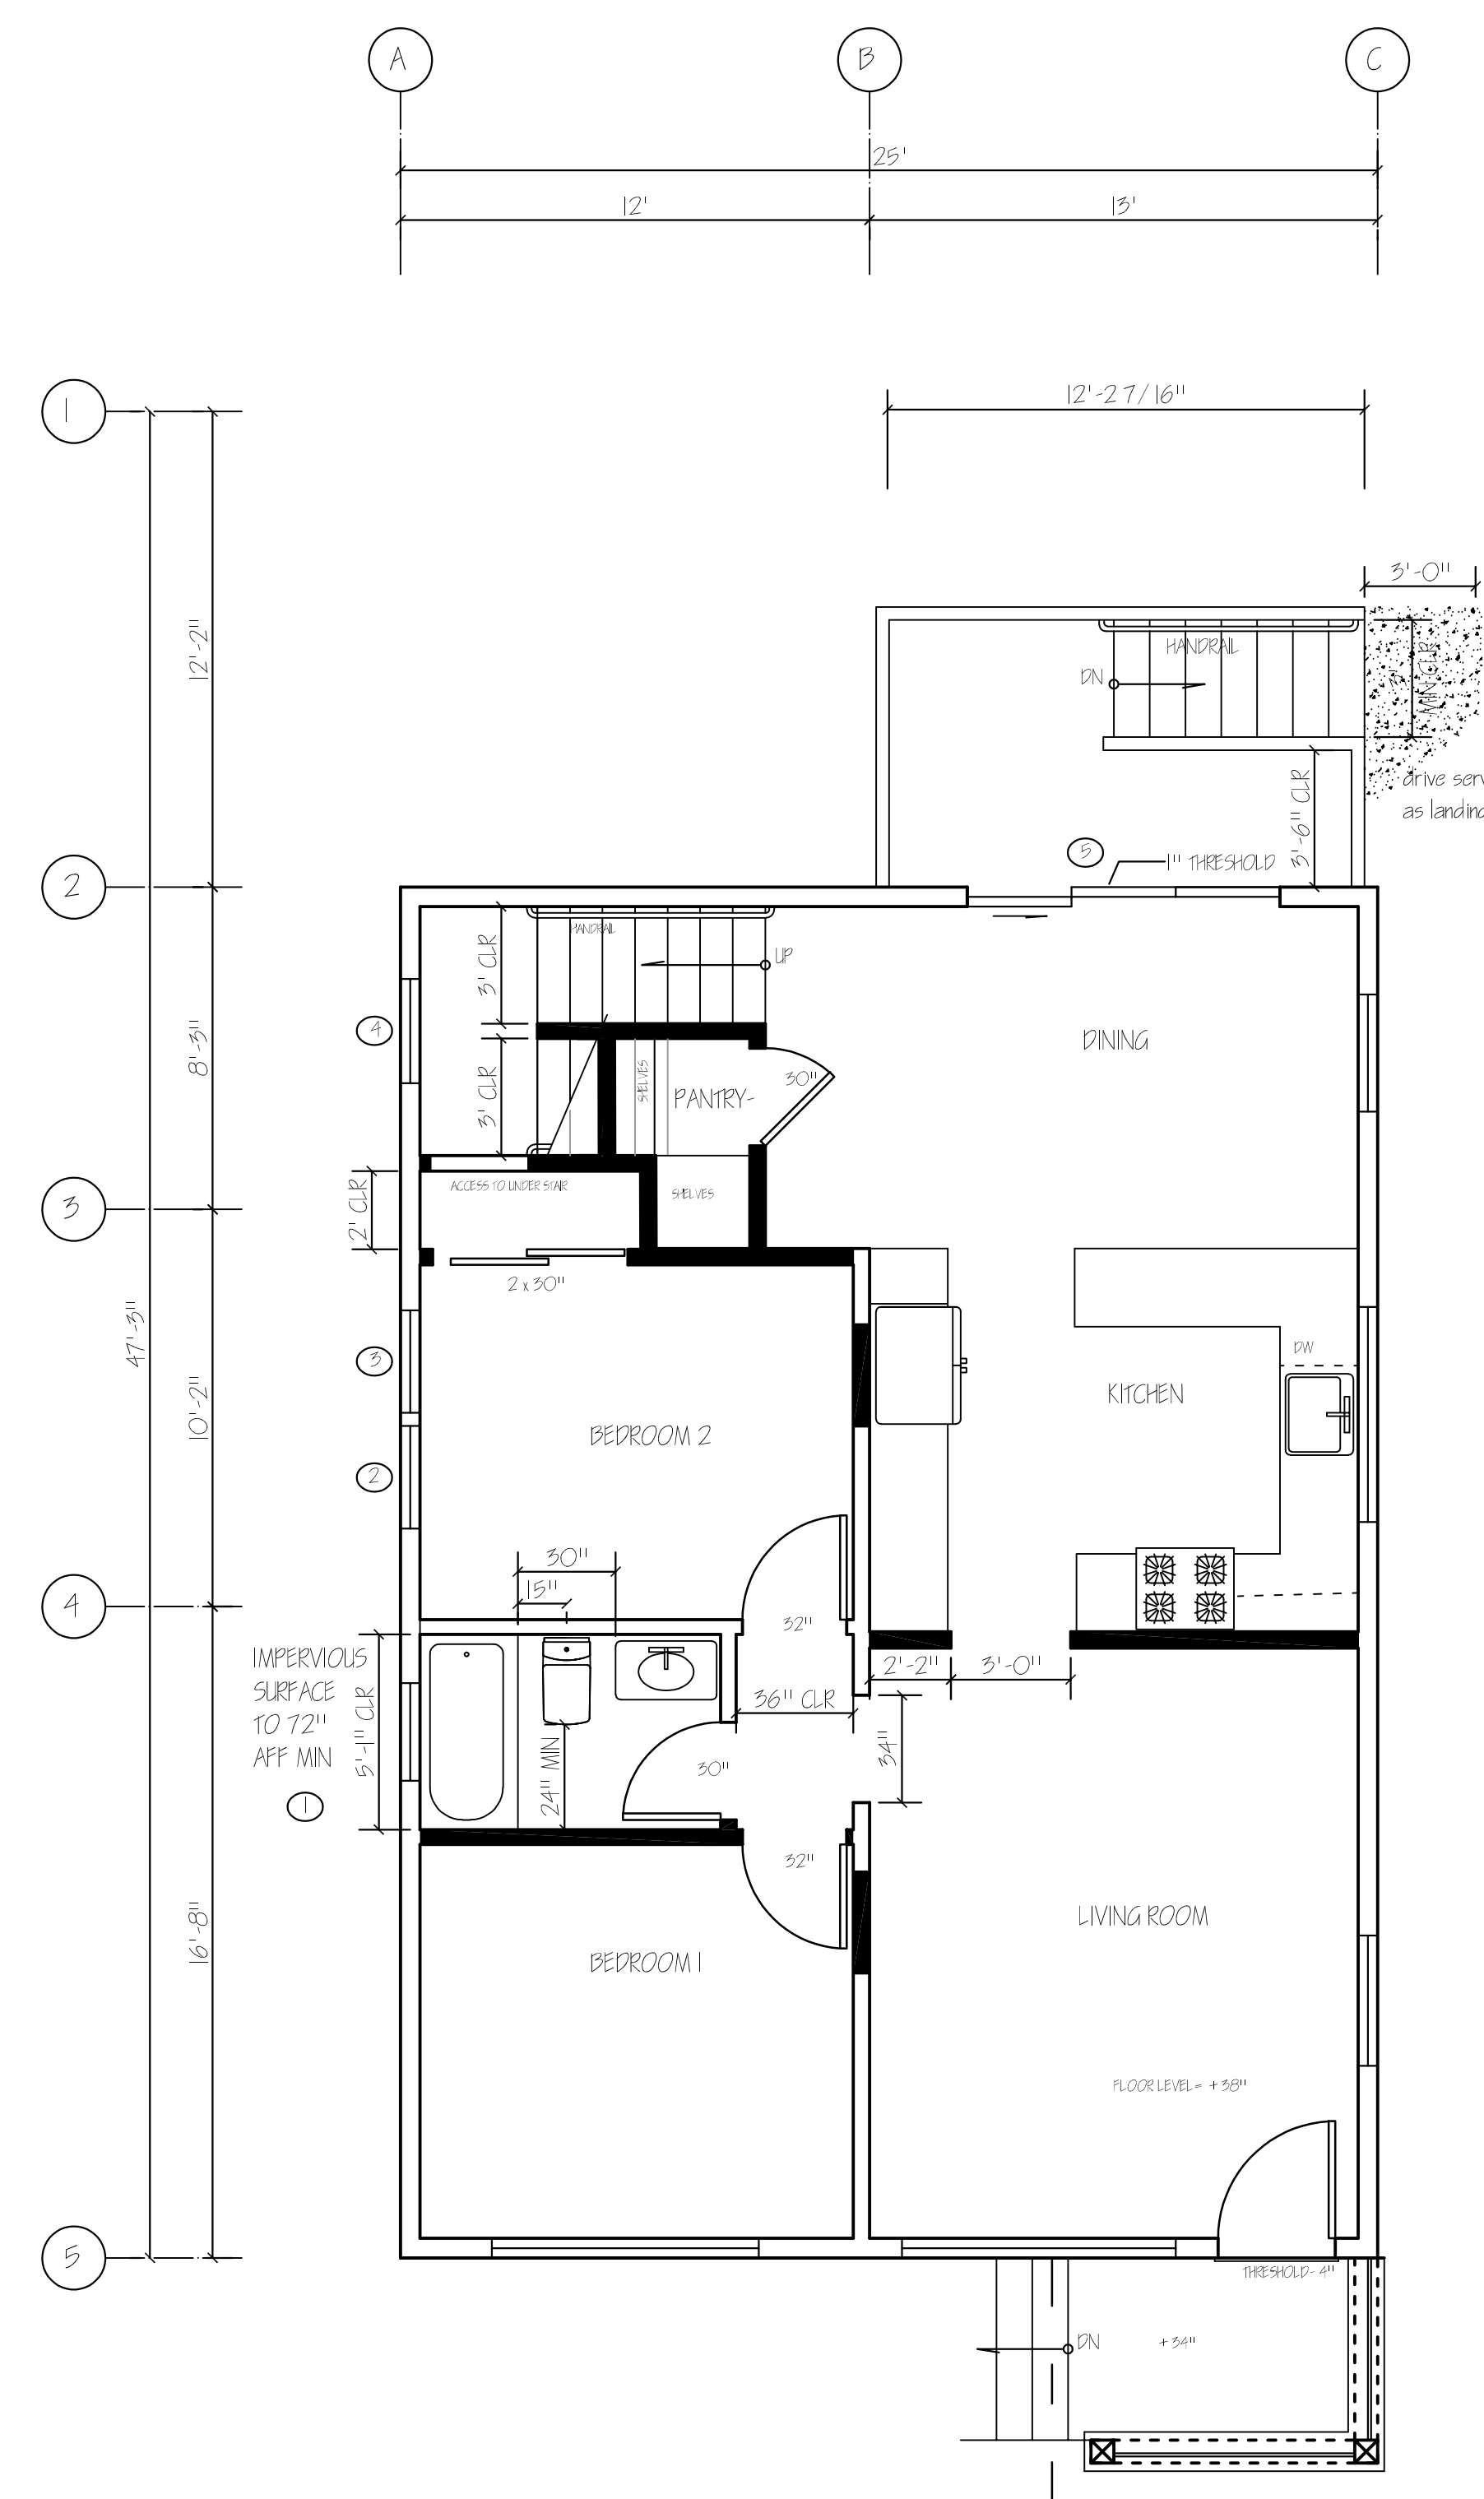 A
B
C
25'
12'
13'
1
12'-2 7/16"
3'-0"
12'-2"
HANDRAIL
DN
3'
MIN CLR
drive serv
as landing
3'-6" CLR
5
1" THRESHOLD
2
HANDRAIL
UP
3' CLR
4
8'-3"
DINING
3' CLR
SHELVES
PANTRY-
30"
ACCESS TO UNDER STAIR
SHELVES
2' CLR
3
2 x 30"
47'-3"
DW
3
10'-2"
KITCHEN
BEDROOM 2
2
30"
15"
4
32"
IMPERVIOUS
SURFACE
TO 72"
AFF MIN
1
5'-1" CLR
2'-2"
3'-0"
36" CLR
34"
24" MIN
30"
32"
16'-8"
LIVING ROOM
BEDROOM 1
FLOOR LEVEL= +38"
5
THRESHOLD- 4"
DN
+34"